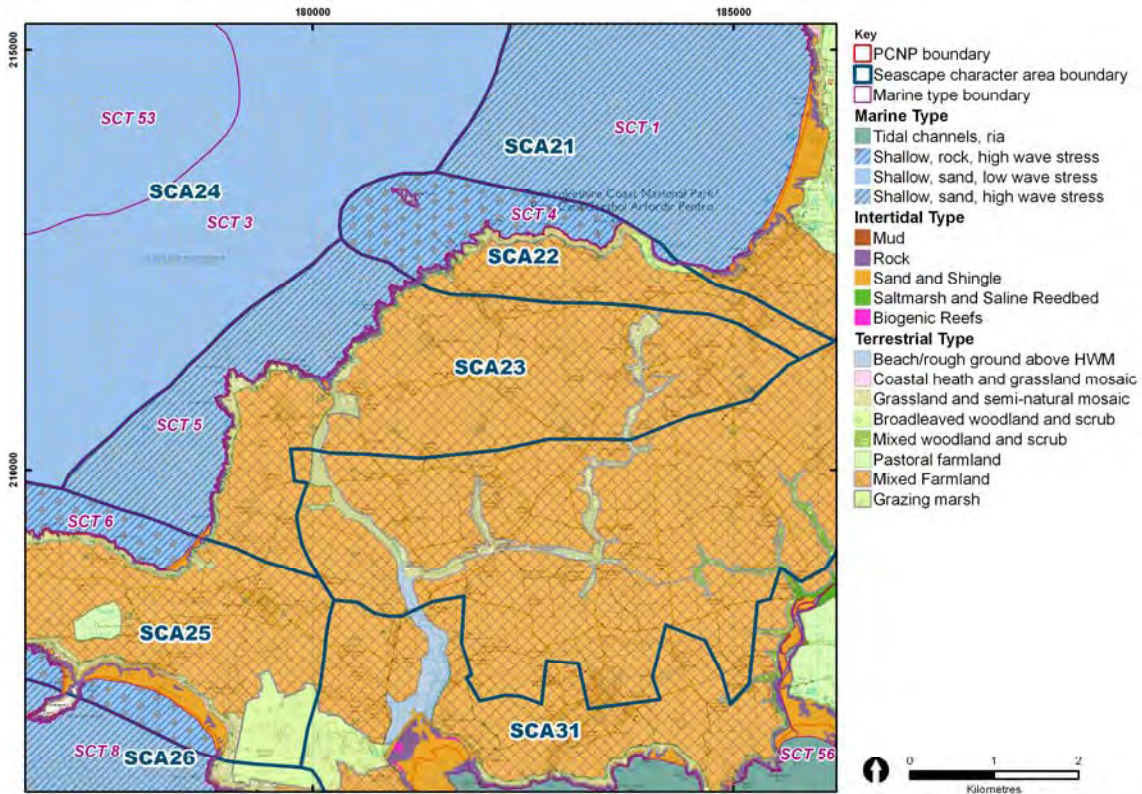 180000
185000
215000
210000
SCT 53
SCT 1
SCA21
SCA24
SCT 3
Pembrokeshire Coast National Park/
SCT 4
SCA22
SCA23
SCT 5
SCT 6
SCA25
SCA31
SCT 8
SCA26
SCT 56
Key
PCNP boundary
Seascape character area boundary
Marine type boundary
Marine Type
Tidal channels, ria
Shallow, rock, high wave stress
Shallow, sand, low wave stress
Shallow, sand, high wave stress
Intertidal Type
Mud
Rock
Sand and Shingle
Saltmarsh and Saline Reedbed
Biogenic Reefs
Terrestrial Type
Beach/rough ground above HWM
Coastal heath and grassland mosaic
Grassland and semi-natural mosaic
Broadleaved woodland and scrub
Mixed woodland and scrub
Pastoral farmland
Mixed Farmland
Grazing marsh
0 1 2
Kilometres